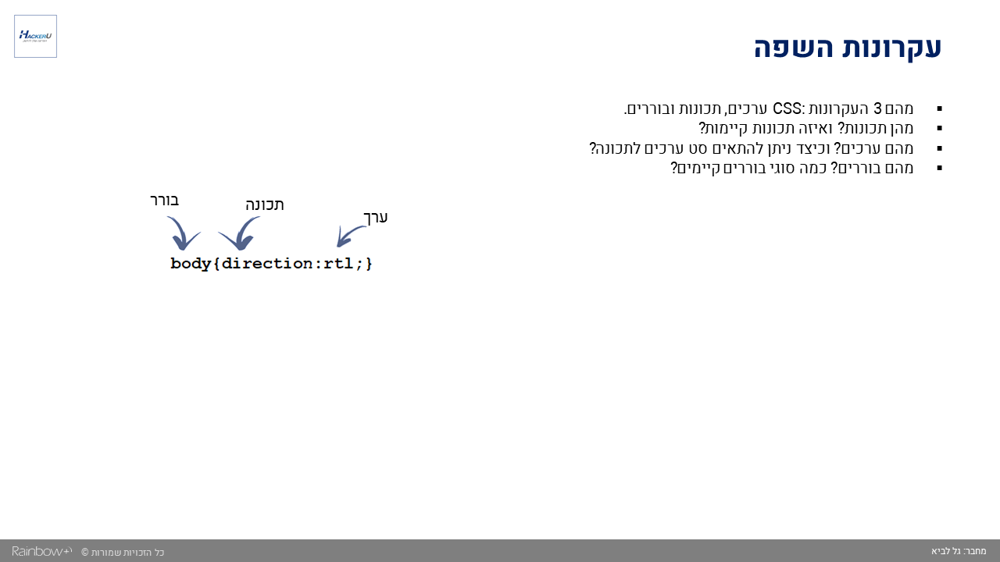 HACKERU
עקרונות השפה
מהם 3 העקרונות CSS: ערכים, תכונות ובוררים.
מהן תכונות? ואיזה תכונות קיימות?
מהם ערכים? וכיצד ניתן להתאים סט ערכים לתכונה?
מהם בוררים? כמה סוגי בוררים קיימים?
בורר
תכונה
ערך
body{direction:rtl;}
מחבר: גל לביא
כל הזכויות שמורות ©
Rainbow+